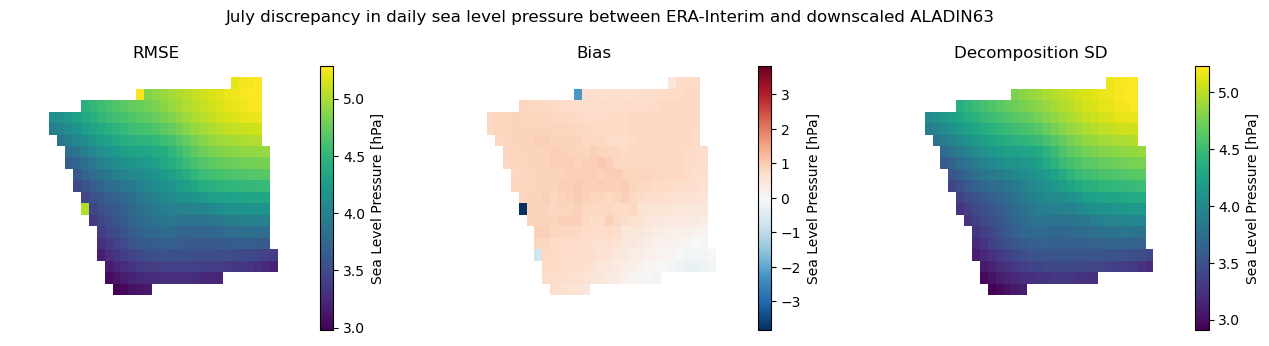 July discrepancy in daily sea level pressure between ERA-Interim and downscaled ALADIN63
RMSE
5.0
4.5
4.0
3.5
3.0
Sea Level Pressure [hPa]
Bias
3
2
1
0
−1
−2
−3
Sea Level Pressure [hPa]
Decomposition SD
5.0
4.5
4.0
3.5
3.0
Sea Level Pressure [hPa]